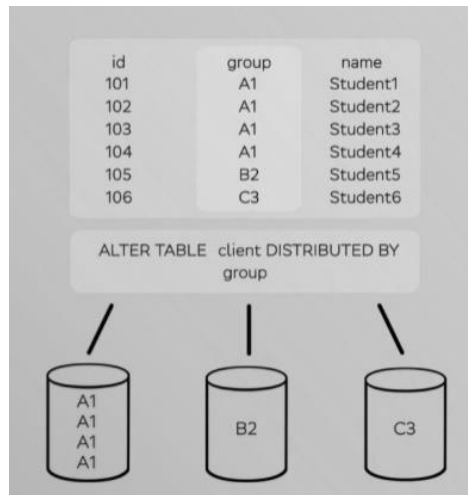 id group name
101 A1 Student1
102 A1 Student2
103 A1 Student3
104 A1 Student4
105 B2 Student5
106 C3 Student6
ALTER TABLE client DISTRIBUTED BY
group
A1
A1
A1
A1
B2
C3